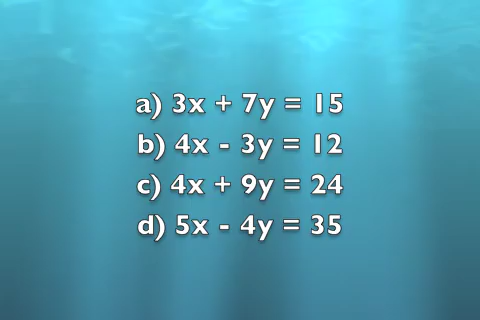 a) 3x + 7y = 15
b) 4x - 3y = 12
c) 4x + 9y = 24
d) 5x - 4y = 35